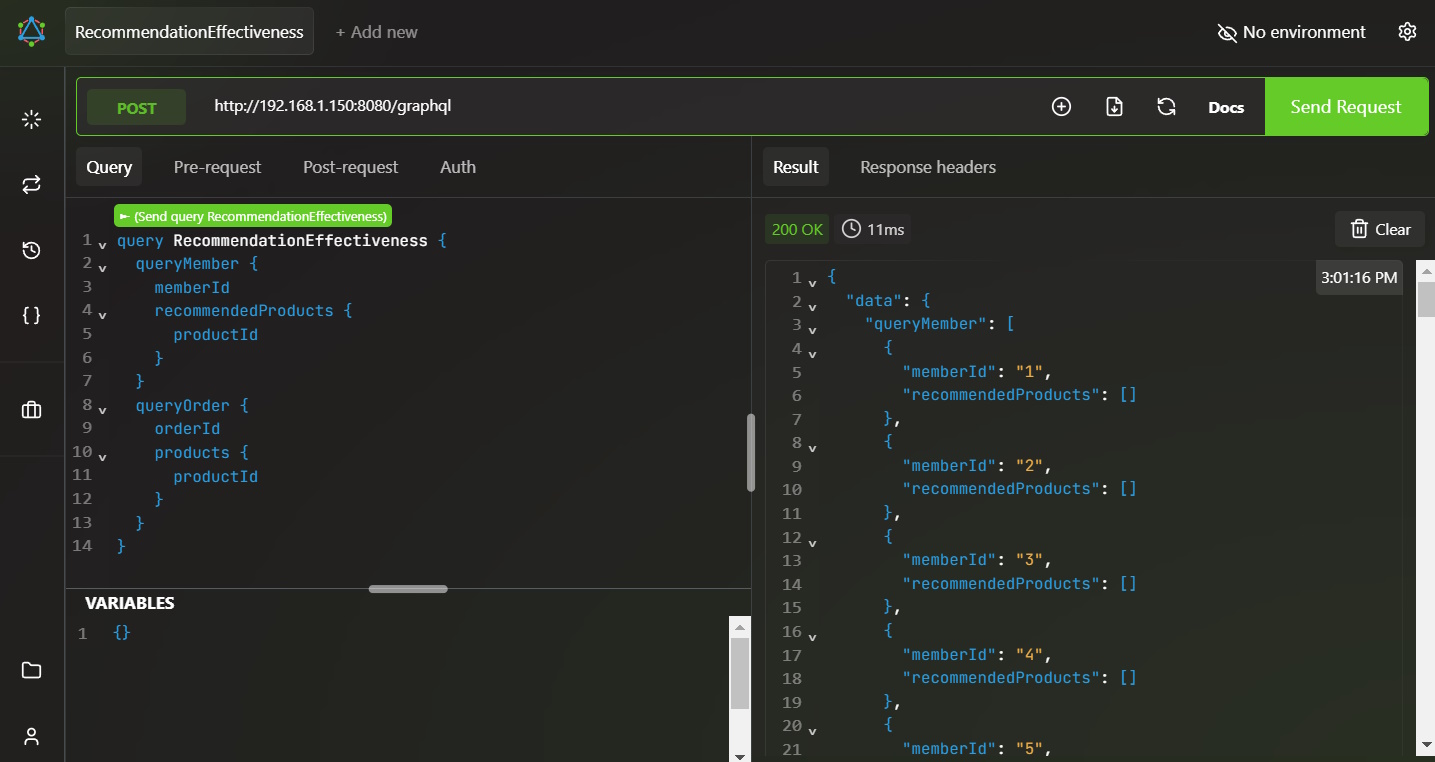 RecommendationEffectiveness + Add new No environment
POST http://192.168.1.150:8080/graphql Docs Send Request
Query Pre-request Post-request Auth
(Send query RecommendationEffectiveness)
1 query RecommendationEffectiveness {
2 queryMember {
3 memberId
4 recommendedProducts {
5 productId
6 }
7 }
8 queryOrder {
9 orderId
10 products {
11 productId
12 }
13 }
14 }
VARIABLES
1 {}
Result Response headers
200 OK 11ms Clear
3:01:16 PM
1 {
2 "data": {
3 "queryMember": [
4 {
5 "memberId": "1",
6 "recommendedProducts": []
7 },
8 {
9 "memberId": "2",
10 "recommendedProducts": []
11 },
12 {
13 "memberId": "3",
14 "recommendedProducts": []
15 },
16 {
17 "memberId": "4",
18 "recommendedProducts": []
19 },
20 {
21 "memberId": "5",